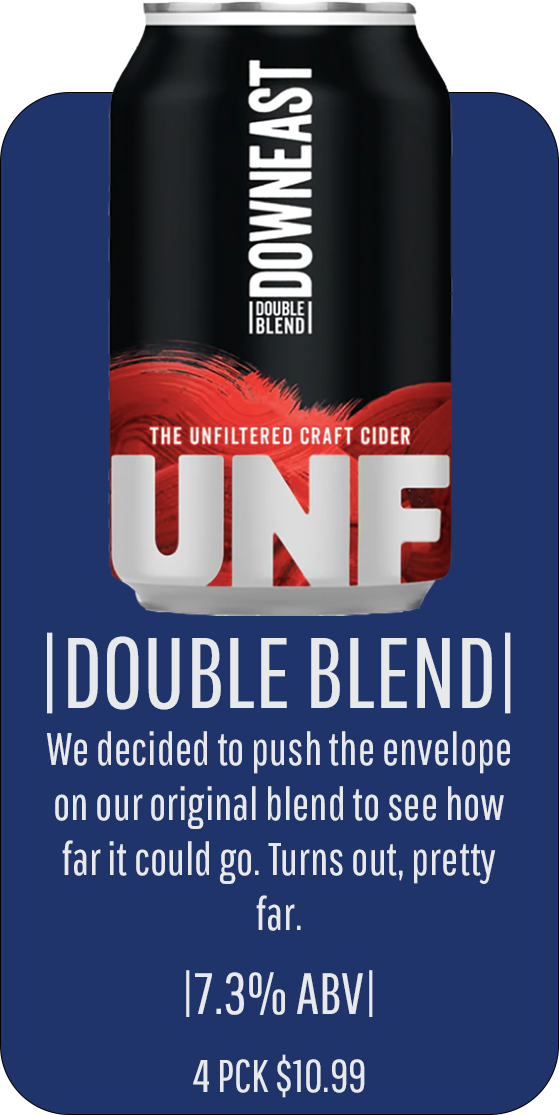 DOWNEAST
|DOUBLE
BLEND|
THE UNFILTERED CRAFT CIDER
UNF
|DOUBLE BLEND|
We decided to push the envelope
on our original blend to see how
far it could go. Turns out, pretty
far.
|7.3% ABV|
4 PCK $10.99